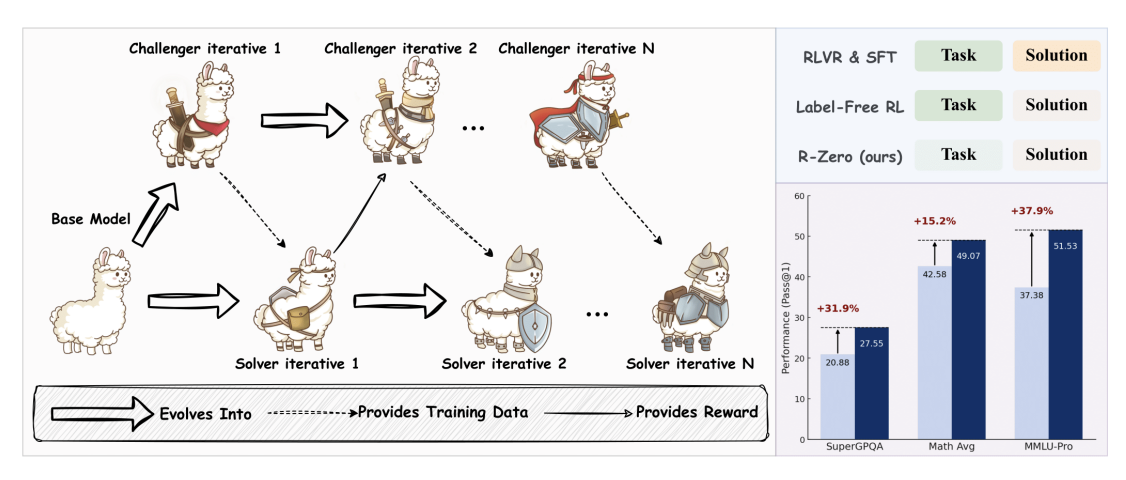 Challenger iterative 1
Challenger iterative 2
Challenger iterative N
...
Base Model
...
Solver iterative 1
Solver iterative 2
Solver iterative N
Evolves Into
Provides Training Data
Provides Reward
RLVR & SFT
Task
Solution
Label-Free RL
Task
Solution
R-Zero (ours)
Task
Solution
Performance (Pass@1)
60
50
40
30
20
10
0
+31.9%
20.88
27.55
+15.2%
42.58
49.07
+37.9%
37.38
51.53
SuperGPQA
Math Avg
MMLU-Pro